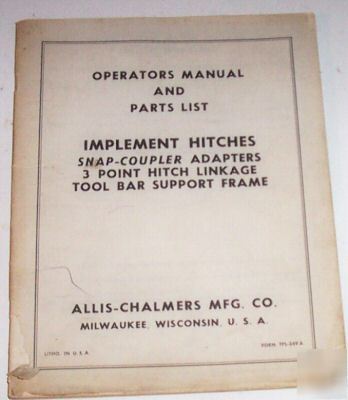 OPERATORS MANUAL
AND
PARTS LIST
IMPLEMENT HITCHES
SNAP-COUPLER ADAPTERS
3 POINT HITCH LINKAGE
TOOL BAR SUPPORT FRAME
ALLIS-CHALMERS MFG. CO.
MILWAUKEE, WISCONSIN, U. S. A.
LITHO. IN U. S. A.
FORM